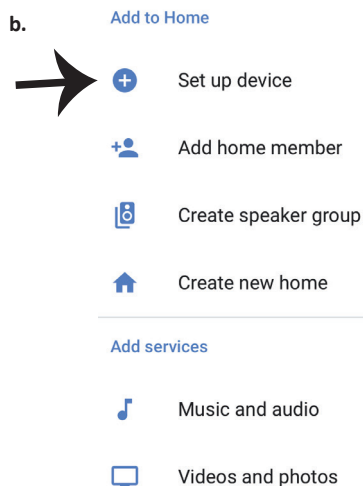 b.
Add to Home
Set up device
Add home member
Create speaker group
Create new home
Add services
Music and audio
Videos and photos